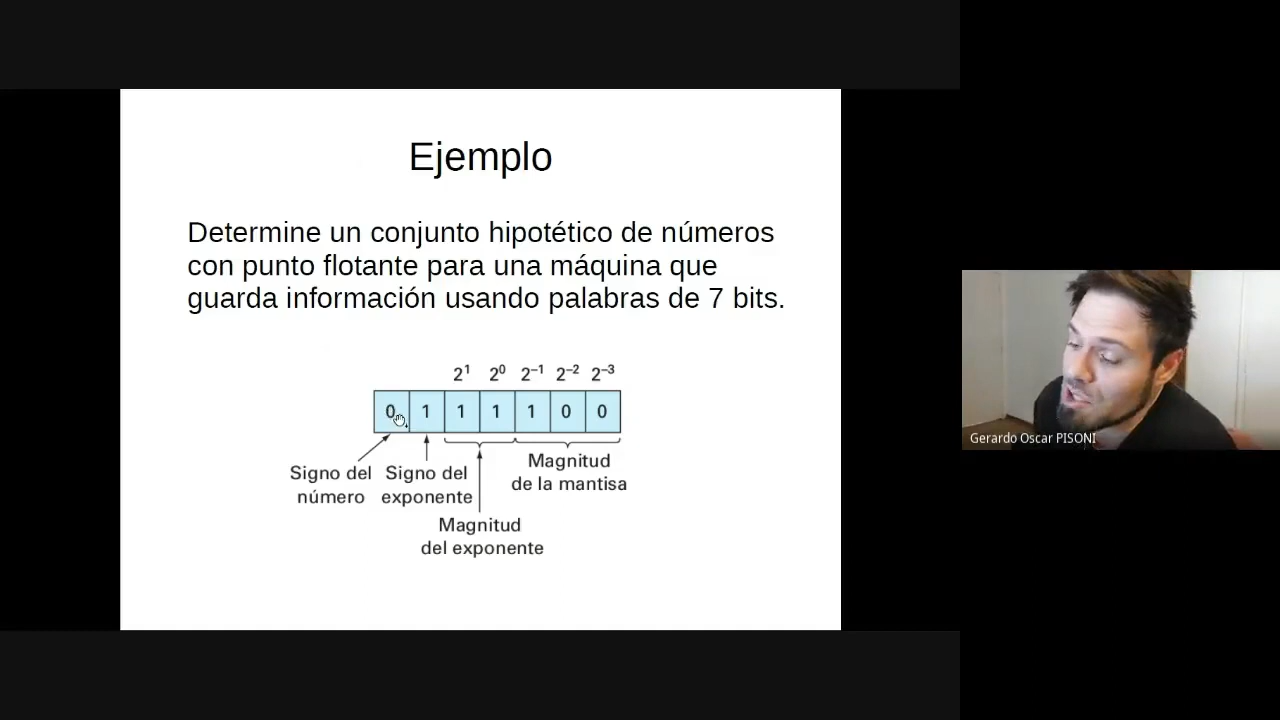 Ejemplo
Determine un conjunto hipotético de números
con punto flotante para una máquina que
guarda información usando palabras de 7 bits.
2¹ 2⁰ 2⁻¹ 2⁻² 2⁻³
0 1 1 1 1 0 0
Signo del
número
Signo del
exponente
Magnitud
del exponente
Magnitud
de la mantisa
Gerardo Oscar PISONI